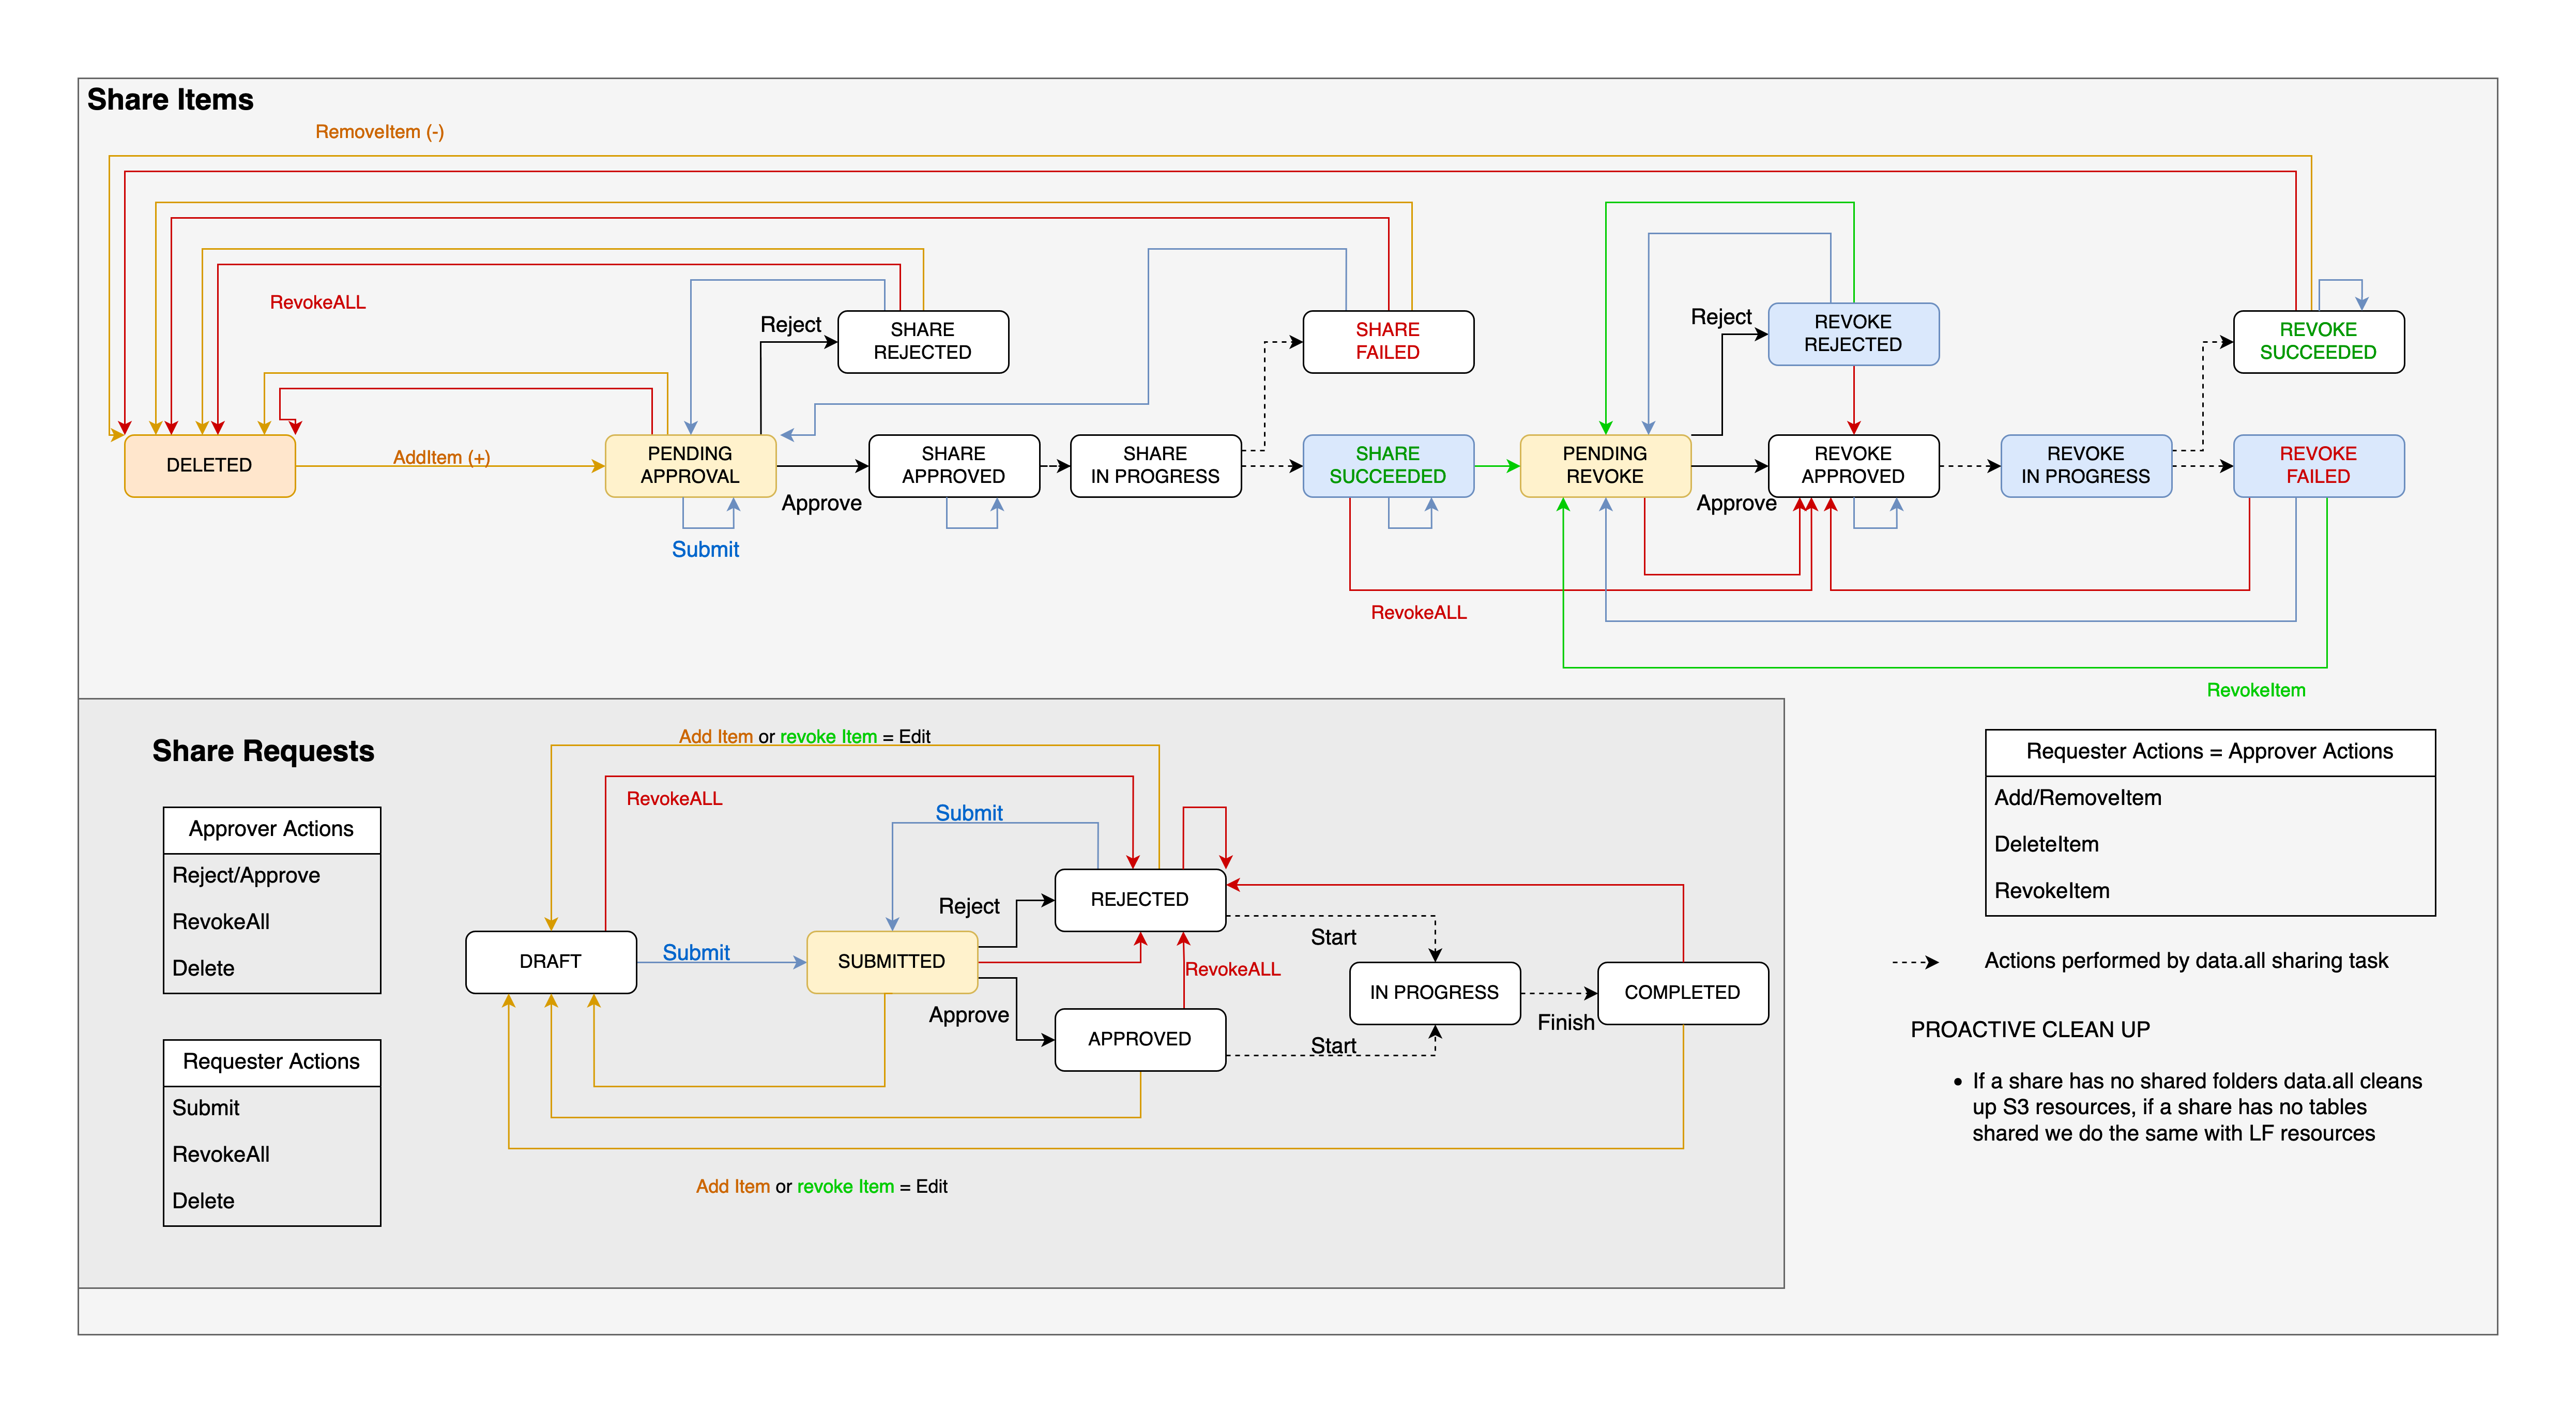 Share Items
RemoveItem (-)
RevokeALL
Reject
SHARE
REJECTED
SHARE
FAILED
Reject
REVOKE
REJECTED
REVOKE
SUCCEEDED
DELETED
AddItem (+)
PENDING
APPROVAL
Approve
SHARE
APPROVED
SHARE
IN PROGRESS
SHARE
SUCCEEDED
PENDING
REVOKE
Approve
REVOKE
APPROVED
REVOKE
IN PROGRESS
REVOKE
FAILED
Submit
RevokeALL
RevokeItem
Share Requests
Add Item or revoke Item = Edit
RevokeALL
Submit
Approver Actions
Reject/Approve
RevokeAll
Delete
Requester Actions
Submit
RevokeAll
Delete
DRAFT
Submit
SUBMITTED
Reject
Approve
REJECTED
RevokeALL
APPROVED
Start
Start
IN PROGRESS
Finish
COMPLETED
Add Item or revoke Item = Edit
Requester Actions = Approver Actions
Add/RemoveItem
DeleteItem
RevokeItem
Actions performed by data.all sharing task
PROACTIVE CLEAN UP
• If a share has no shared folders data.all cleans
up S3 resources, if a share has no tables
shared we do the same with LF resources